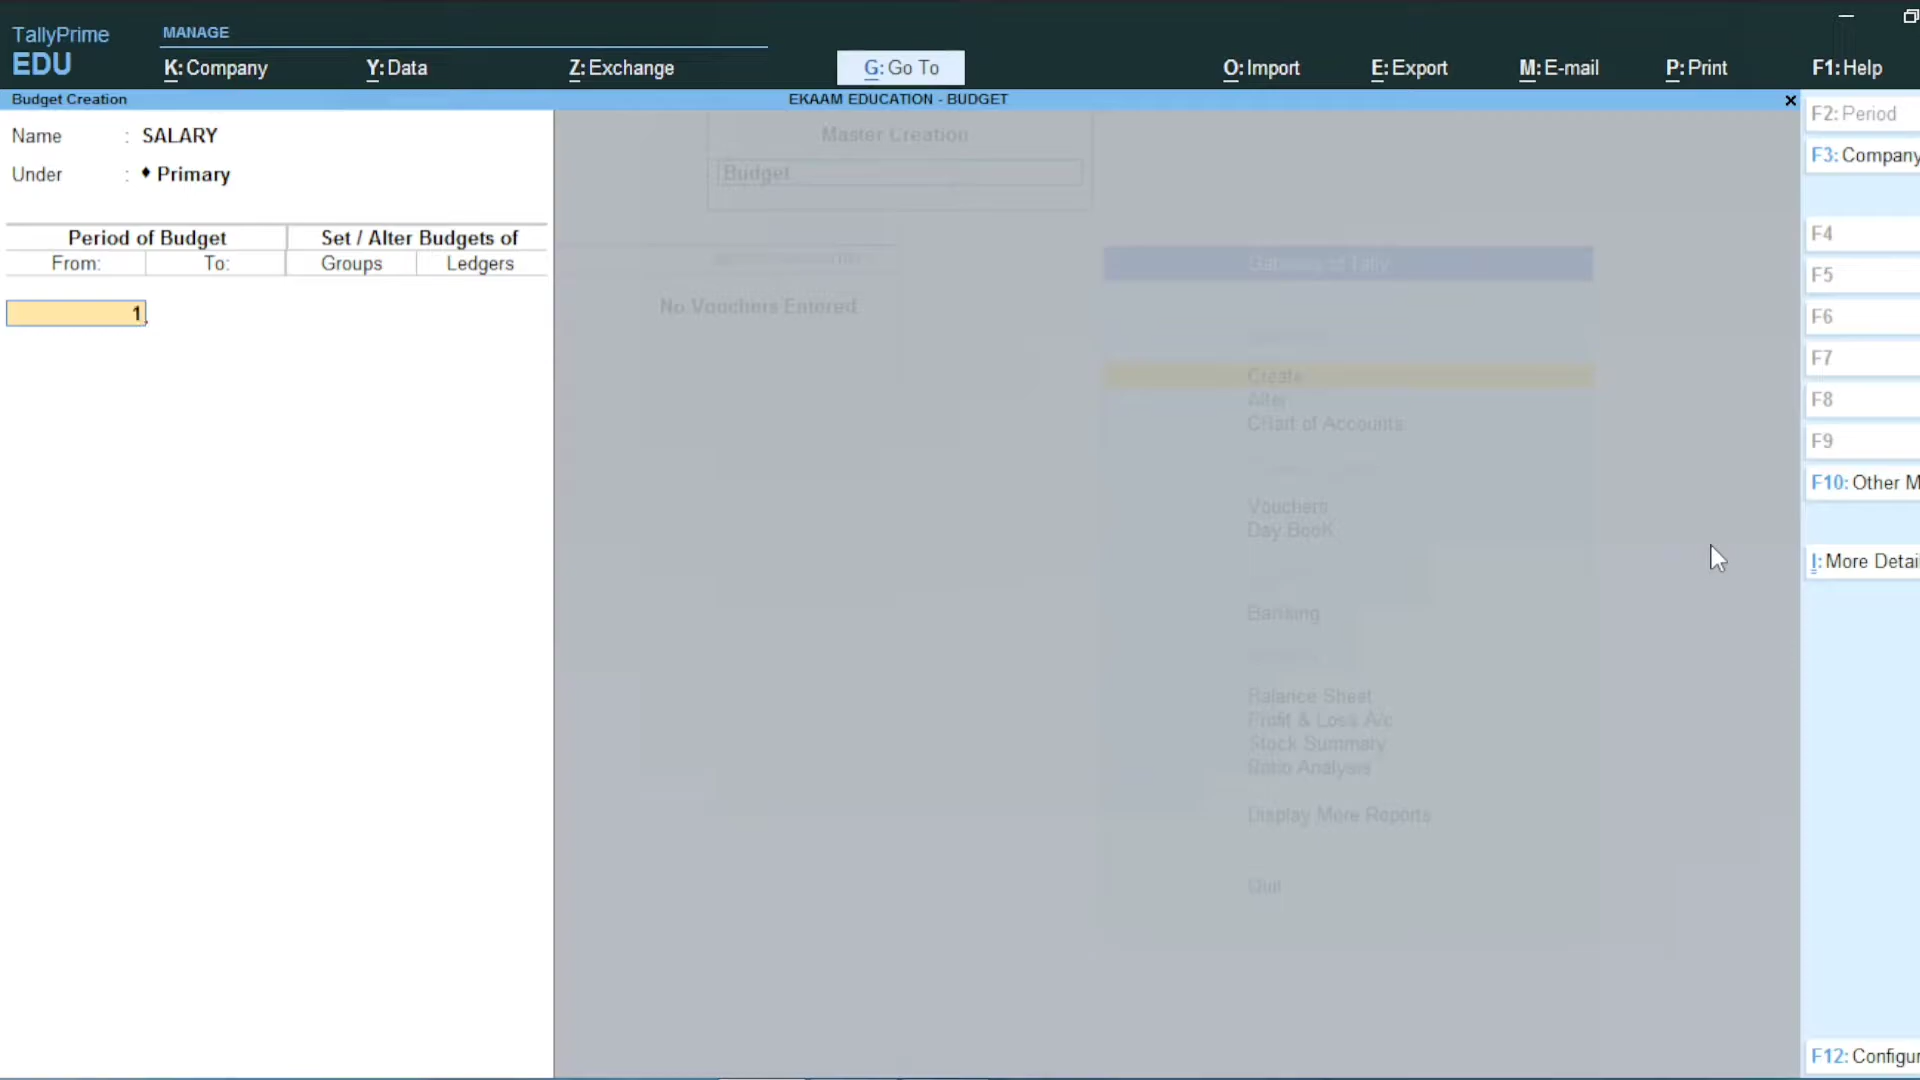 TallyPrime
EDU
MANAGE
K:Company Y:Data Z:Exchange G:Go To O:Import E:Export M:E-mail P:Print F1:Help
Budget Creation EKAAM EDUCATION - BUDGET ×
Name : SALARY
Under : ♦ Primary
Period of Budget Set / Alter Budgets of
From: To: Groups Ledgers
1
Master Creation
Budget
No Vouchers Entered
Gateway of Tally
Create
Alter
CHart of Accounts
Vouchers
Day BooK
Banking
Balance Sheet
Profit & Loss A/c
Stock Summary
Ratio Analysis
Display More Reports
Quit
F2: Period
F3: Company
F4
F5
F6
F7
F8
F9
F10: Other M
I: More Detai
F12: Configur